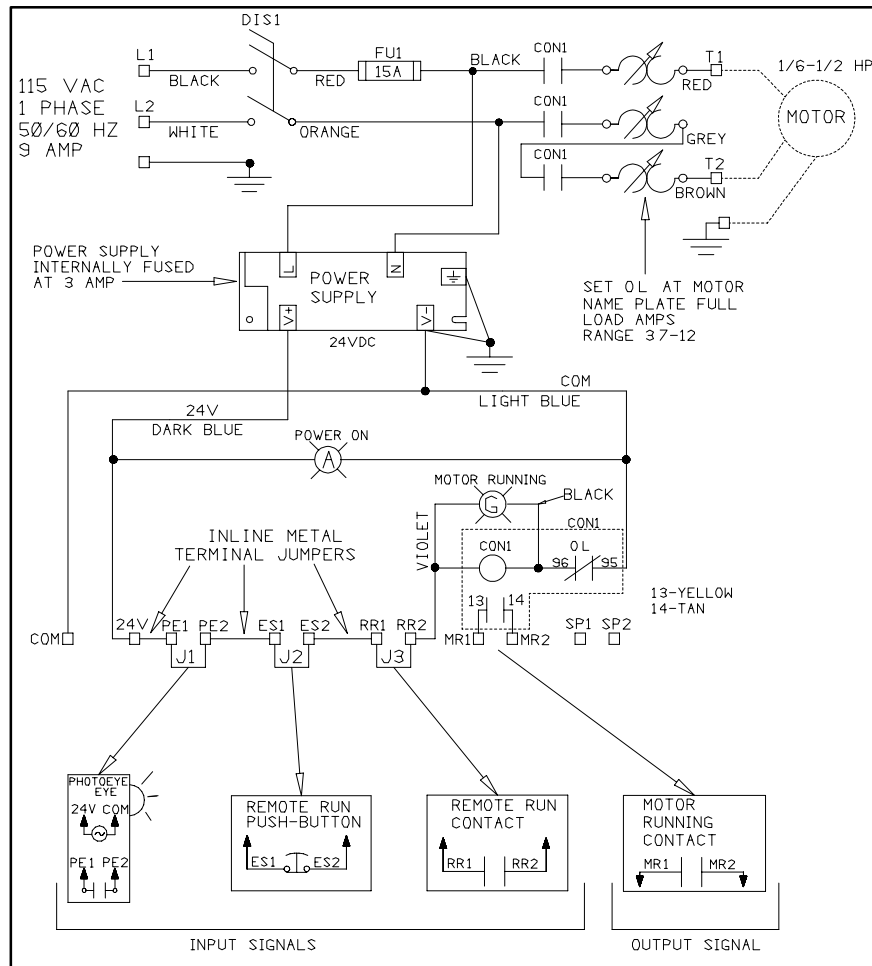 DIS1
L1
BLACK
RED
FU1
15A
BLACK
CON1
T1
RED
1/6-1/2 HP
115 VAC
1 PHASE
50/60 HZ
9 AMP
L2
WHITE
ORANGE
CON1
GREY
MOTOR
CON1
T2
BROWN
POWER SUPPLY
INTERNALLY FUSED
AT 3 AMP
L
N
POWER
SUPPLY
V+
V-
24VDC
SET OL AT MOTOR
NAME PLATE FULL
LOAD AMPS
RANGE 3.7-12
COM
LIGHT BLUE
24V
DARK BLUE
POWER ON
A
MOTOR RUNNING
G
BLACK
VIOLET
CON1
CON1
OL
96
95
INLINE METAL
TERMINAL JUMPERS
13
14
13-YELLOW
14-TAN
COM
24V
PE1
PE2
ES1
ES2
RR1
RR2
MR1
MR2
SP1
SP2
J1
J2
J3
PHOTOEYE
EYE
24V COM
PE1 PE2
REMOTE RUN
PUSH-BUTTON
ES1
ES2
REMOTE RUN
CONTACT
RR1
RR2
MOTOR
RUNNING
CONTACT
MR1
MR2
INPUT SIGNALS
OUTPUT SIGNAL